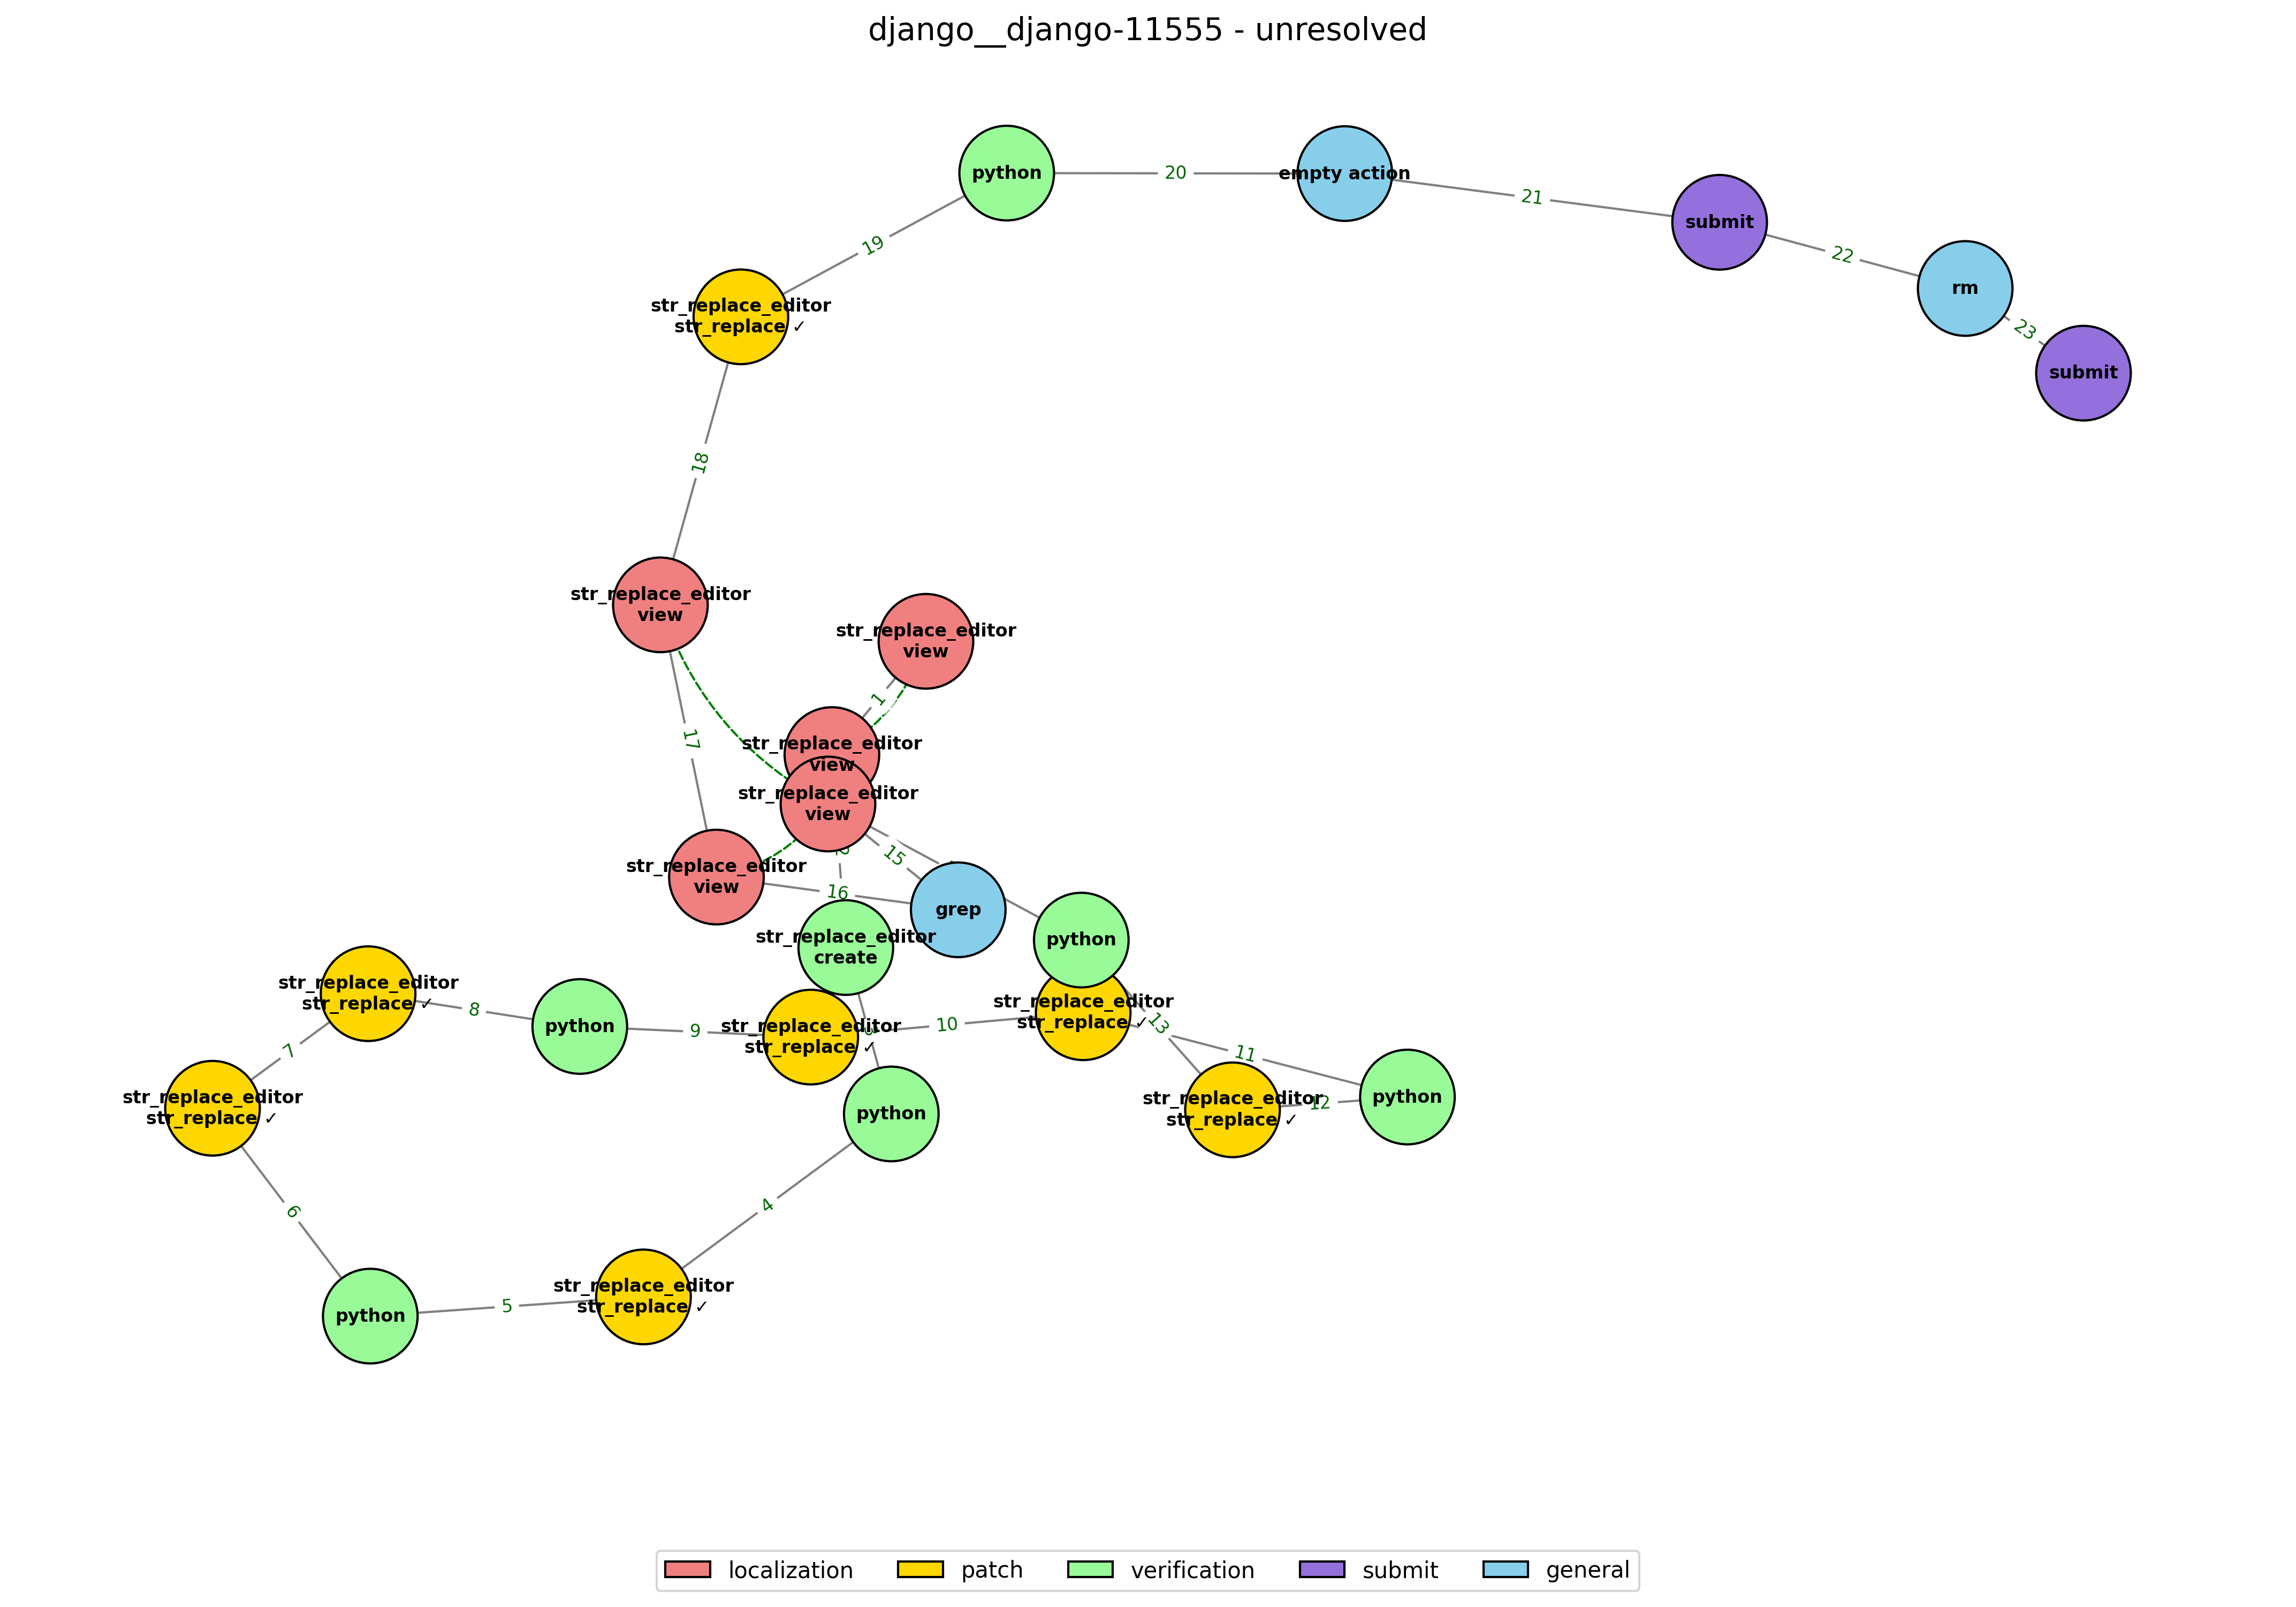 django__django-11555 - unresolved
python
20
empty action
21
submit
22
rm
23
submit
19
str_replace_editor
str_replace ✓
18
str_replace_editor
view
str_replace_editor
view
1
17
str_replace_editor
view
str_replace_editor
view
15
str_replace_editor
view
16
grep
str_replace_editor
create
python
str_replace_editor
str_replace ✓
8
python
9
str_replace_editor
str_replace ✓
10
str_replace_editor
str_replace ✓
13
11
7
str_replace_editor
str_replace ✓
python
str_replace_editor
str_replace ✓
12
python
4
6
python
5
str_replace_editor
str_replace ✓
localization
patch
verification
submit
general